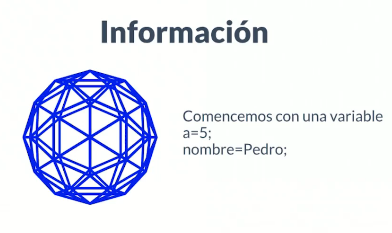 Información
Comencemos con una variable
a=5;
nombre=Pedro;